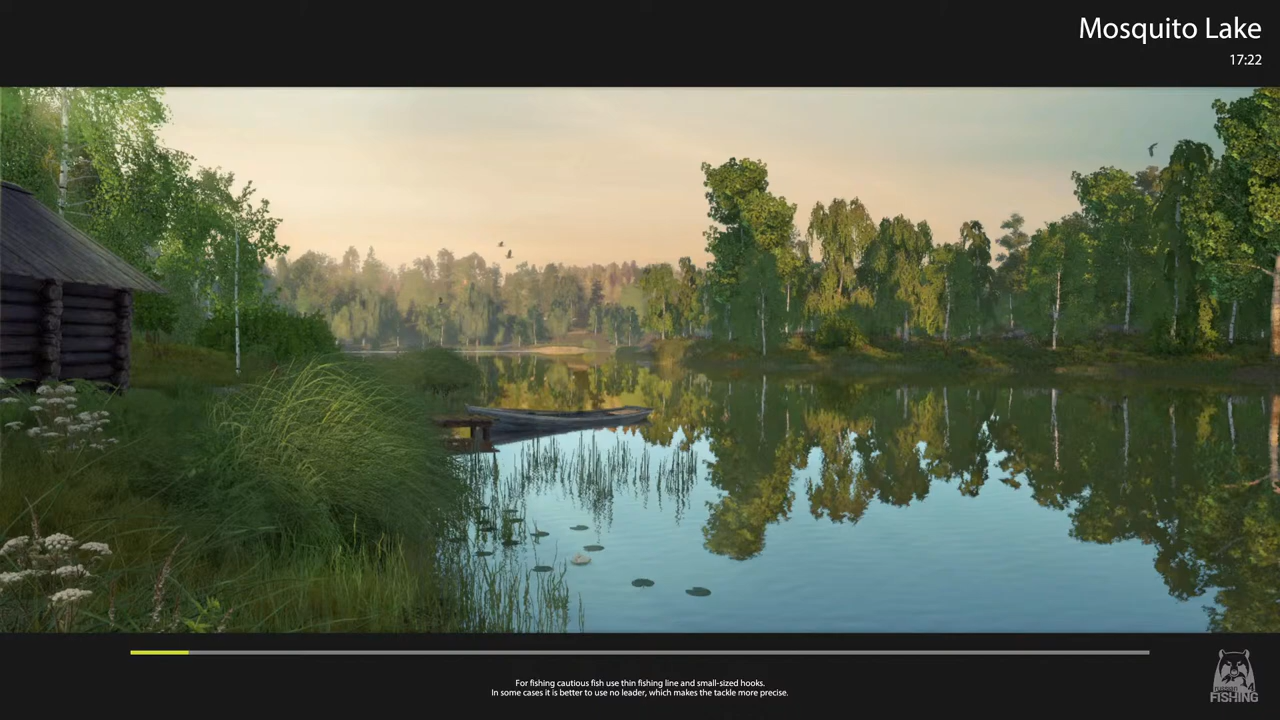 Mosquito Lake
17:22
For fishing cautious fish use thin fishing line and small-sized hooks.
In some cases it is better to use no leader, which makes the tackle more precise.
RUSSIAN
FISHING